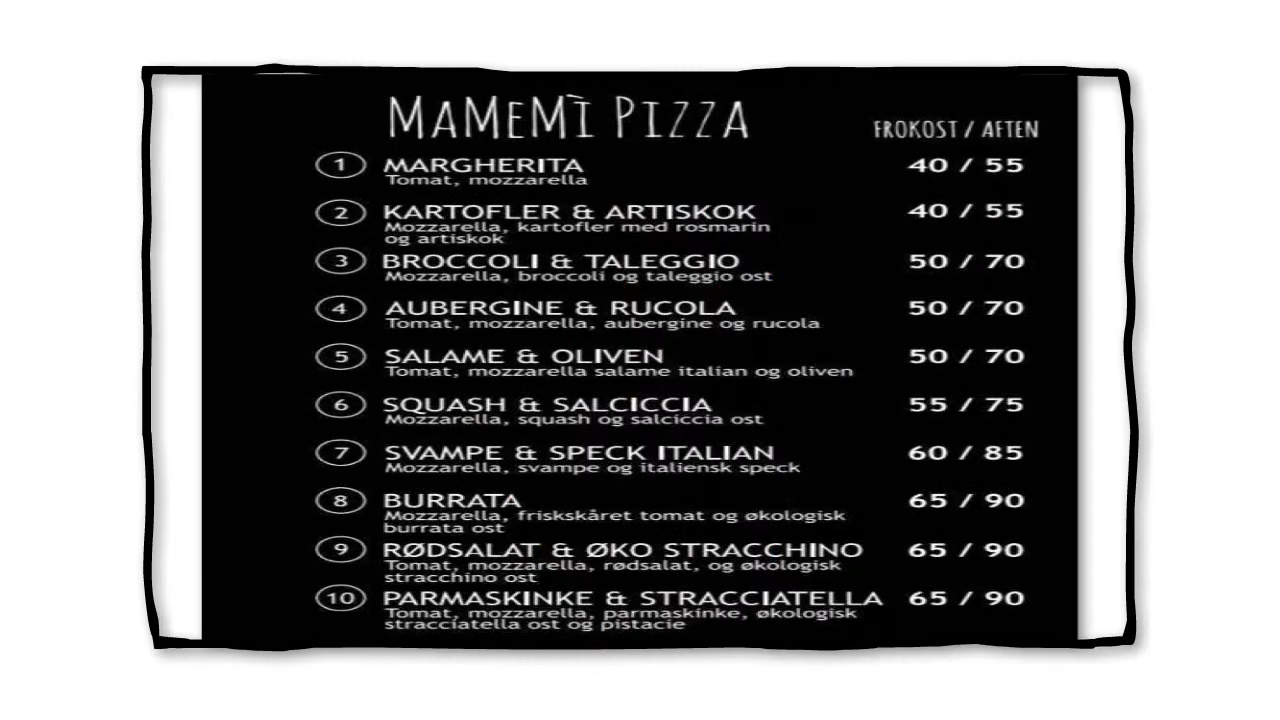 MAMEMÌ PIZZA
FROKOST / AFTEN
1 MARGHERITA 40 / 55
Tomat, mozzarella
2 KARTOFLER & ARTISKOK 40 / 55
Mozzarella, kartofler med rosmarin
og artiskok
3 BROCCOLI & TALEGGIO 50 / 70
Mozzarella, broccoli og taleggio ost
4 AUBERGINE & RUCOLA 50 / 70
Tomat, mozzarella, aubergine og rucola
5 SALAME & OLIVEN 50 / 70
Tomat, mozzarella salame italian og oliven
6 SQUASH & SALCICCIA 55 / 75
Mozzarella, squash og salciccia ost
7 SVAMPE & SPECK ITALIAN 60 / 85
Mozzarella, svampe og italiensk speck
8 BURRATA 65 / 90
Mozzarella, friskskåret tomat og økologisk
burrata ost
9 RØDSALAT & ØKO STRACCHINO 65 / 90
Tomat, mozzarella, rødsalat, og økologisk
stracchino ost
10 PARMASKINKE & STRACCIATELLA 65 / 90
Tomat, mozzarella, parmaskinke, økologisk
stracciatella ost og pistacie